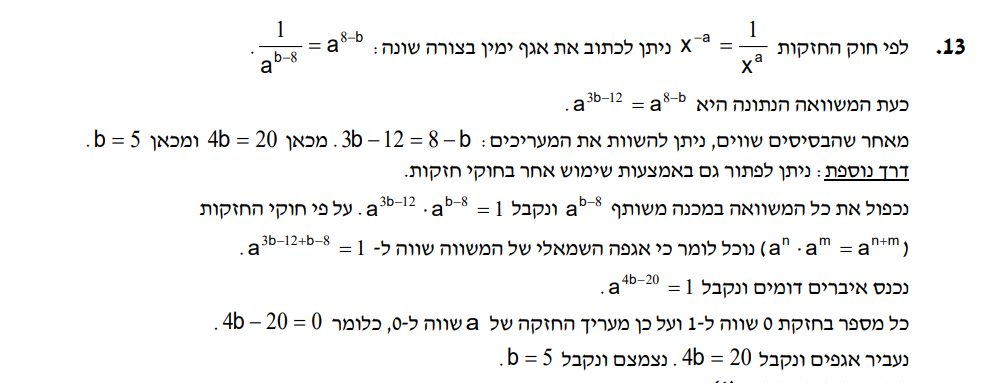 13. לפי חוק החזקות x^{-a} = \frac{1}{x^a} ניתן לכתוב את אגף ימין בצורה שונה: \frac{1}{a^{b-8}} = a^{8-b}.
כעת המשוואה הנתונה היא a^{3b-12} = a^{8-b}.
מאחר שהבסיסים שווים, ניתן להשוות את המעריכים: 3b-12=8-b. מכאן 4b=20 ומכאן b=5.
דרך נוספת: ניתן לפתור גם באמצעות שימוש אחר בחוקי חזקות.
נכפול את כל המשוואה במכנה משותף a^{b-8} ונקבל a^{3b-12} · a^{b-8} = 1. על פי חוקי החזקות
(a^n · a^m = a^{n+m}) נוכל לומר כי אגפה השמאלי של המשווה שווה ל- a^{3b-12+b-8} = 1.
נכנס איברים דומים ונקבל a^{4b-20} = 1.
כל מספר בחזקת 0 שווה ל-1 ועל כן מעריך החזקה של a שווה ל-0, כלומר 4b-20=0.
נעביר אגפים ונקבל 4b=20. נצמצם ונקבל b=5.